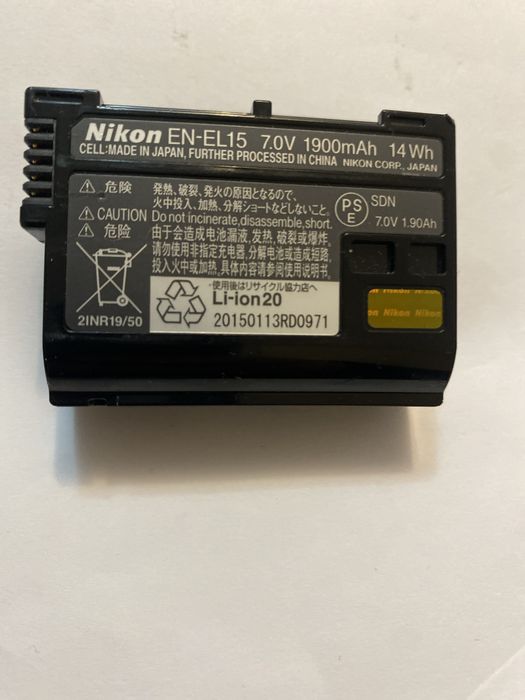 Nikon EN-EL15 7.0V 1900mAh 14Wh
CELL:MADE IN JAPAN, FURTHER PROCESSED IN CHINA NIKON CORP., JAPAN
⚠ 危険
⚠ CAUTION
⚠ 危险
発熱、破裂、発火の原因となるので、
火中投入、加熱、分解ショートなどしないこと。
Do not incinerate, disassemble, short.
由于会造成电池漏液，发热，破裂或爆炸，
请勿使用非指定充电器、分解电池或造成短路、
投入火中或加热，具体内容请参阅使用说明书。
PS
E
SDN
7.0V 1.90Ah
2INR19/50
使用後はリサイクル協力店へ
Li-ion20
20150113RD0971
on Nikon Nikon
on Nikon Nikon